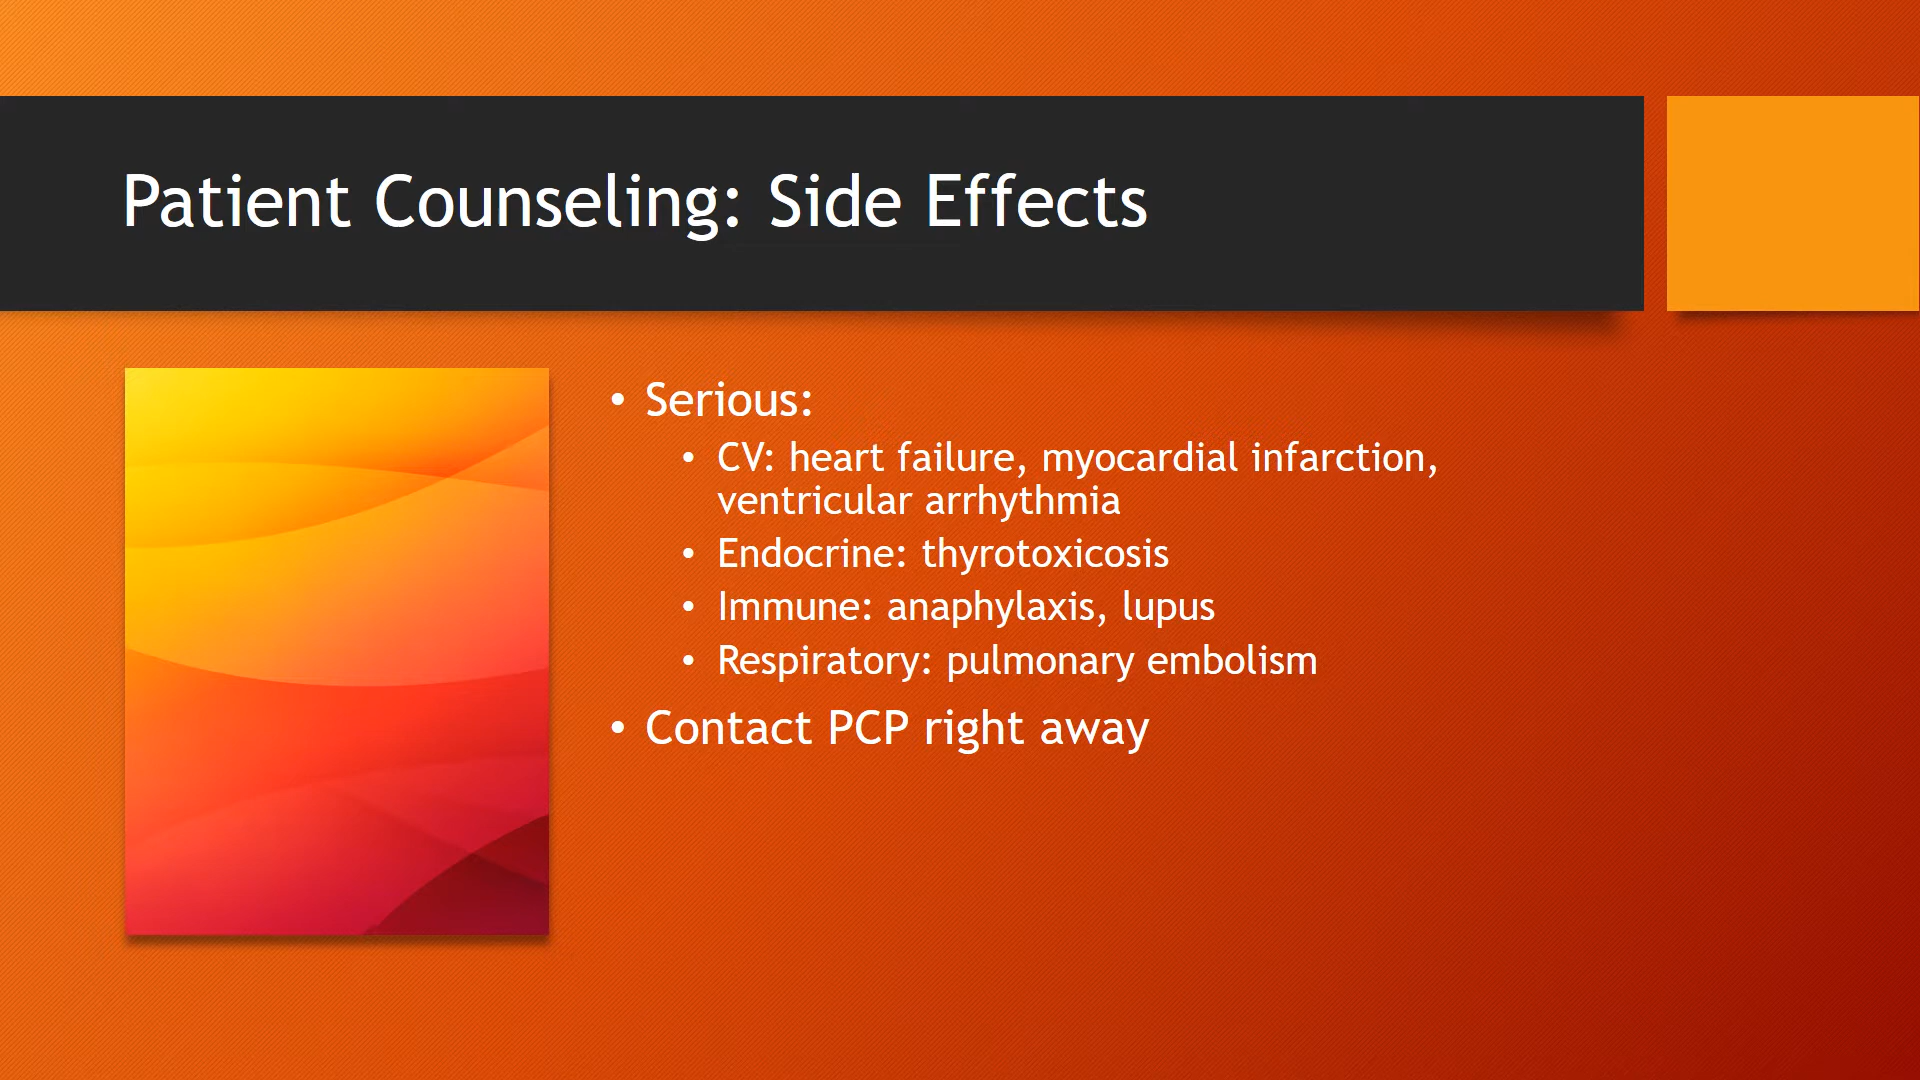 Patient Counseling: Side Effects
• Serious:
• CV: heart failure, myocardial infarction,
ventricular arrhythmia
• Endocrine: thyrotoxicosis
• Immune: anaphylaxis, lupus
• Respiratory: pulmonary embolism
• Contact PCP right away